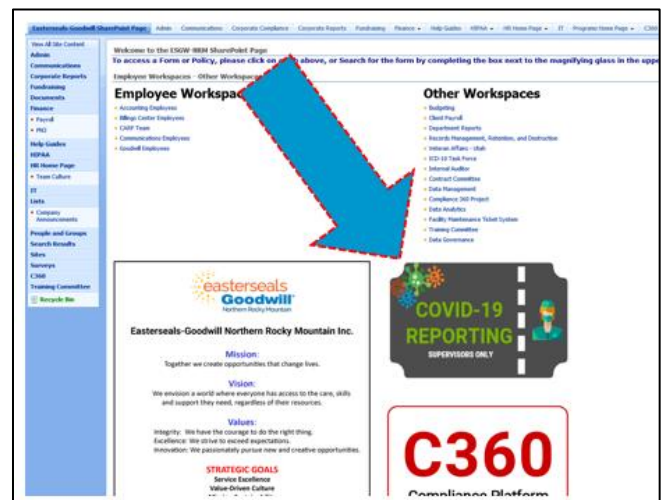 Easterseals-Goodwill SharePoint Page Admin Communications Corporate Compliance Corporate Reports Fundraising Finance Help Guides HIPAA HR Home Page IT Programs Home Page C360
View All Site Content
Admin
Communications
Corporate Reports
Fundraising
Documents
Finance
Payroll
Help Guides
HIPAA
HR Home Page
Team Culture
IT
Lists
Company Announcements
People and Groups
Search Results
Sites
Surveys
C360
Training Committee
Recycle Bin
Welcome to the ESGW-NRM SharePoint Page
To access a Form or Policy, please click on above, or Search for the form by completing the box next to the magnifying glass in the
Employee Workspaces - Other Workspaces
Employee
Accounting Employees
Billings Center Employees
CARF Team
Communications Employees
Goodwill Employees
Other Workspaces
Budgeting
Client Payroll
Department Reports
Records Management, Retention, and Destruction
Veteran Affairs - Utah
ICD-10 Task Force
Internal Auditor
Contract Committee
Data Management
Compliance 360 Project
Data Analytics
Facility Maintenance Ticket System
Training Committee
Data Governance
easterseals
Goodwill
Northern Rocky Mountain
Easterseals-Goodwill Northern Rocky Mountain Inc.
Mission:
Together we create opportunities that change lives.
Vision:
We envision a world where everyone has access to the care, skills
and support they need, regardless of their resources.
Values:
Integrity: We have the courage to do the right thing.
Excellence: We strive to exceed expectations.
Innovation: We passionately pursue new and creative opportunities.
STRATEGIC GOALS
Service Excellence
Value-Driven Culture
COVID-19
REPORTING
SUPERVISORS ONLY
C360
Compliance Platform